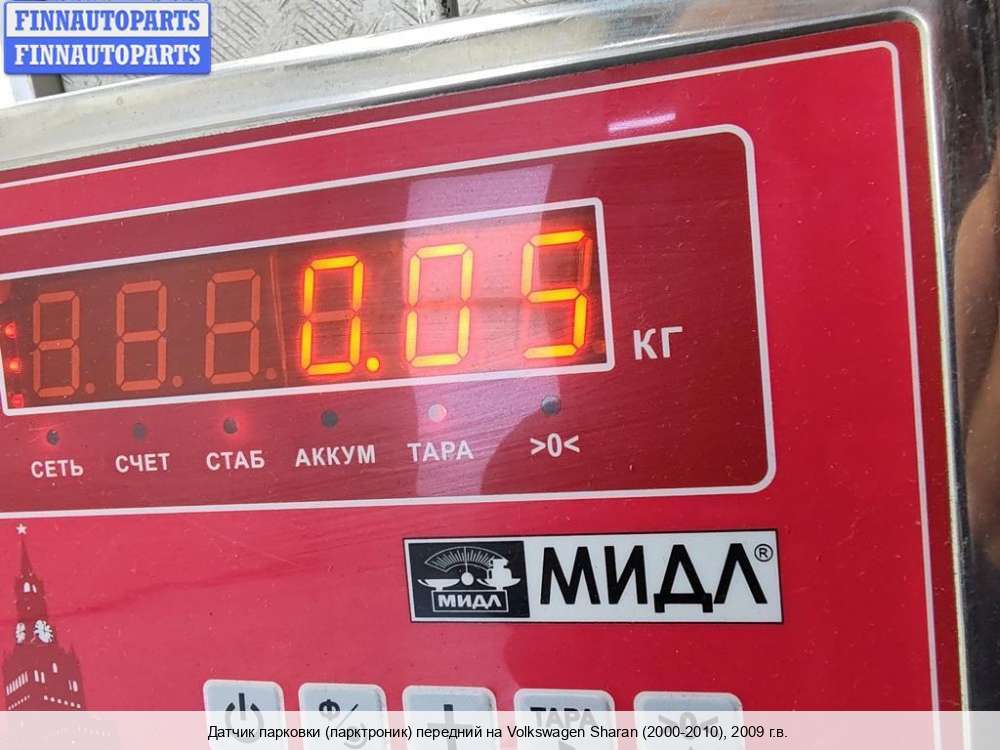 FINNAUTOPARTS
FINNAUTOPARTS
0.05
КГ
СЕТЬ СЧЕТ СТАБ АККУМ ТАРА >0<
МИДЛ МИДЛ®
ТАРА >0<
Датчик парковки (парктроник) передний на Volkswagen Sharan (2000-2010), 2009 г.в.